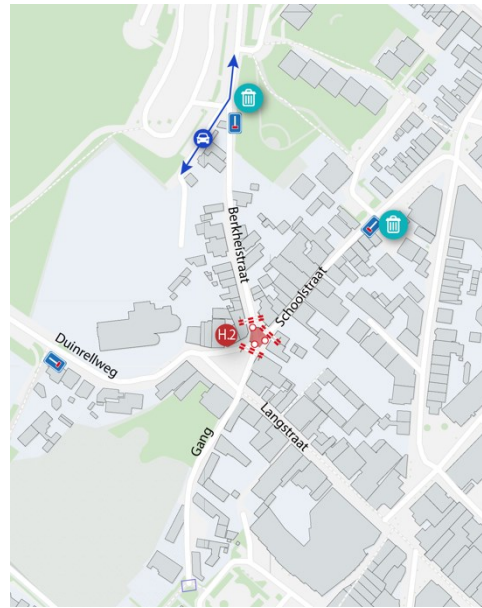 Berkheistraat
Schoolstraat
H.2
Duinrellweg
Langstraat
Gang